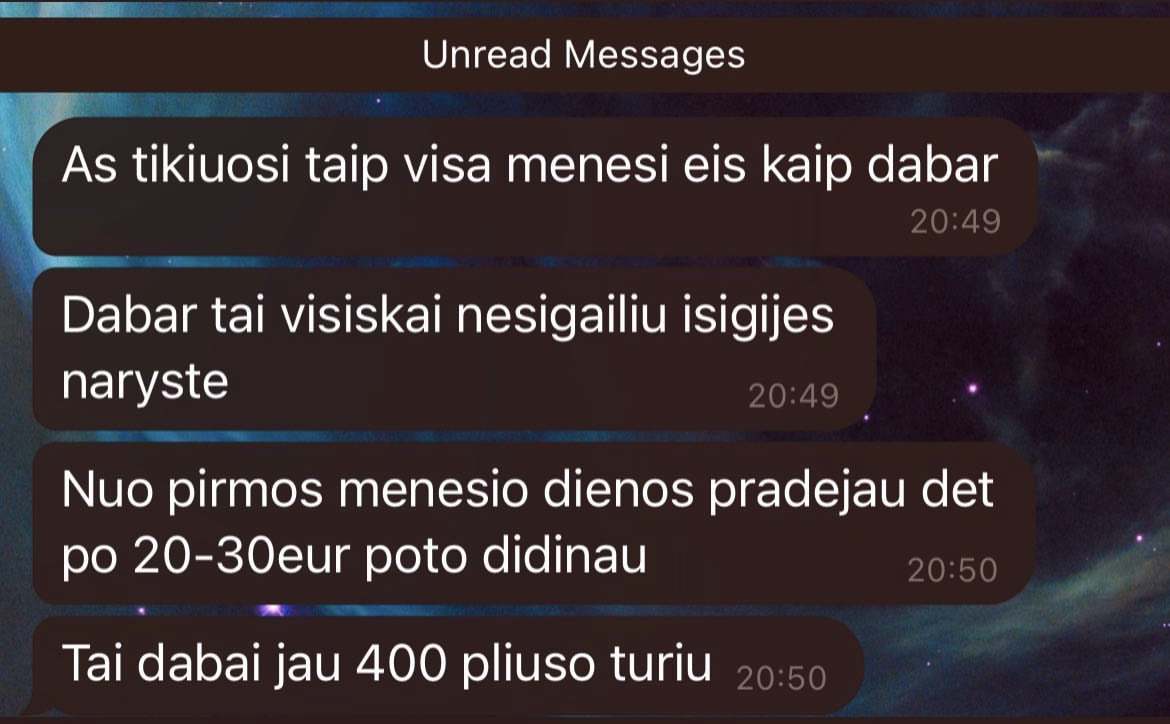 Unread Messages
As tikiuosi taip visa menesi eis kaip dabar
20:49
Dabar tai visiskai nesigailiu isigijes
naryste
20:49
Nuo pirmos menesio dienos pradejau det
po 20-30eur poto didinau
20:50
Tai dabai jau 400 pliuso turiu
20:50